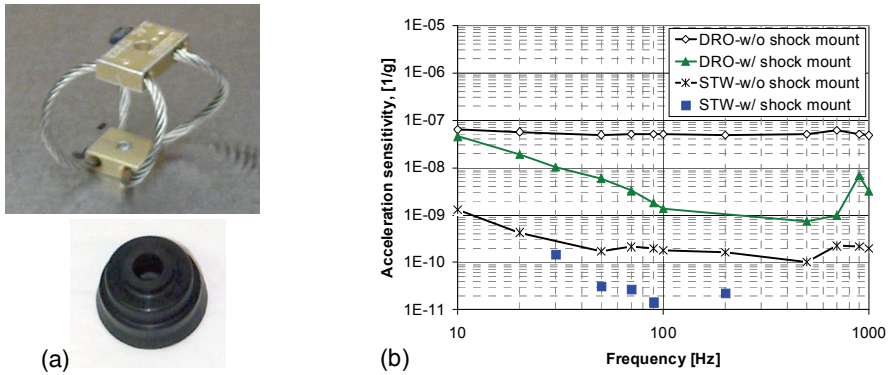 (a)
(b)
Acceleration sensitivity, [1/g]
1E-05
1E-06
1E-07
1E-08
1E-09
1E-10
1E-11
DRO-w/o shock mount
DRO-w/ shock mount
STW-w/o shock mount
STW-w/ shock mount
10 100 1000
Frequency [Hz]